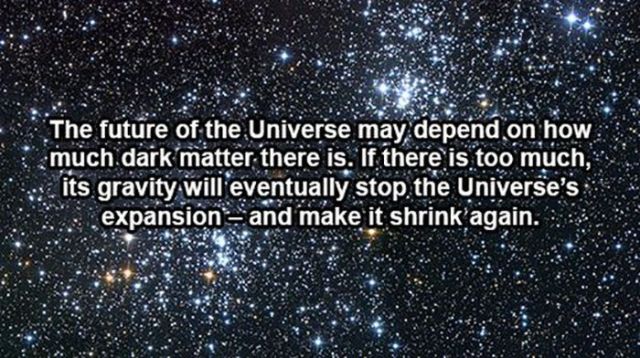 The future of the Universe may depend on how
much dark matter there is. If there is too much,
its gravity will eventually stop the Universe's
expansion – and make it shrink again.